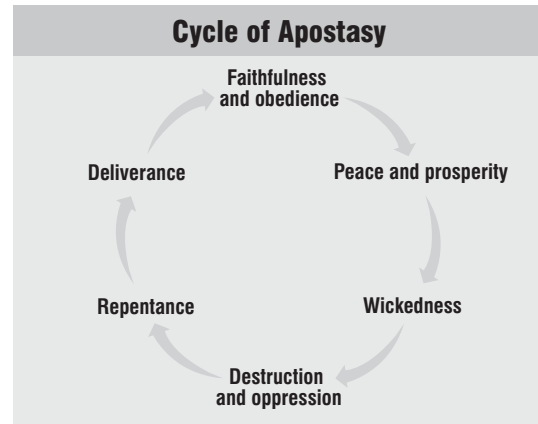 Cycle of Apostasy
Faithfulness
and obedience
Peace and prosperity
Wickedness
Destruction
and oppression
Repentance
Deliverance